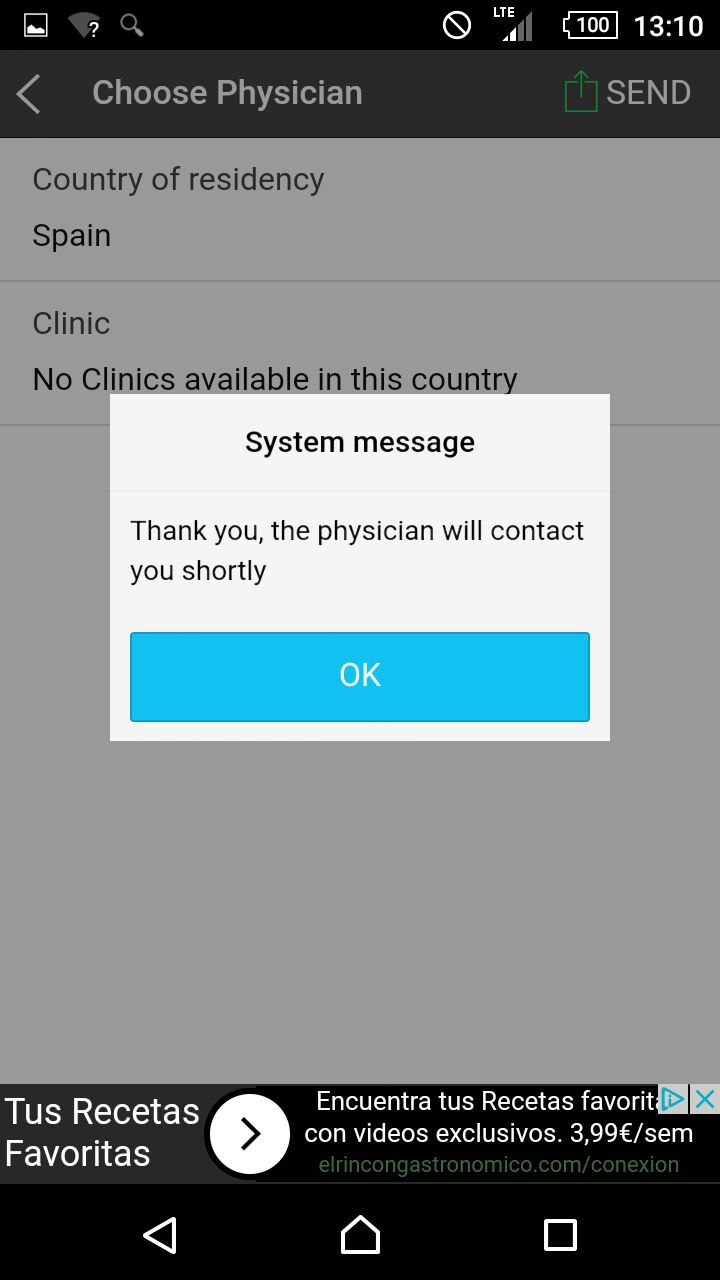 LTE
100
13:10
Choose Physician
SEND
Country of residency
Spain
Clinic
No Clinics available in this country
System message
Thank you, the physician will contact
you shortly
OK
Tus Recetas
Favoritas
Encuentra tus Recetas
con videos exclusivos. 3,99€/sem
elrincongastronomico.com/conexion